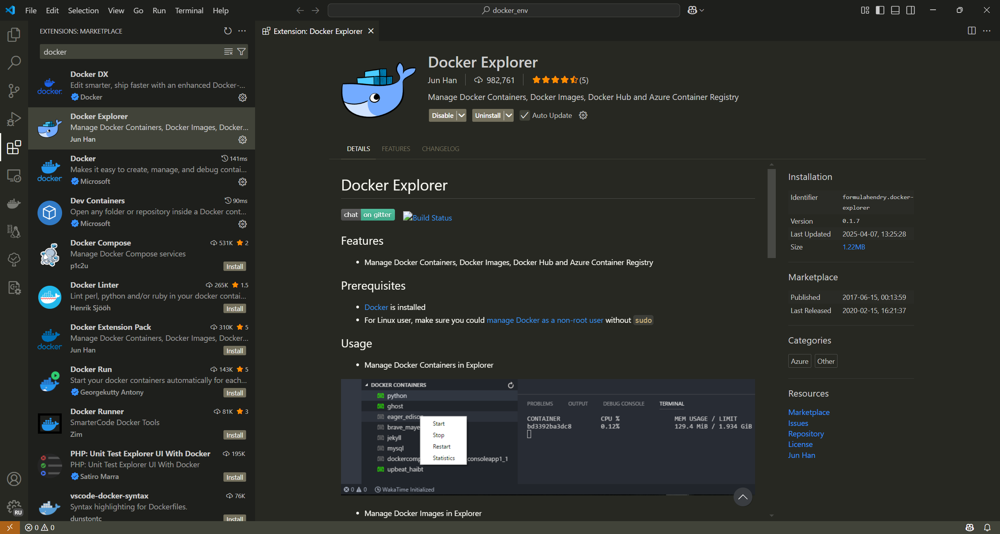 File Edit Selection View Go Run Terminal Help
docker_env
EXTENSIONS: MARKETPLACE
docker
Docker DX
Edit smarter, ship faster with an enhanced Docker-...
Docker
docker.
Docker Explorer
Manage Docker Containers, Docker Images, Docker...
Jun Han
Docker
141ms
Makes it easy to create, manage, and debug contai...
Microsoft
docker
Dev Containers
90ms
Open any folder or repository inside a Docker cont...
Microsoft
Docker Compose
531K 2
Manage Docker Compose services
p1c2u
Install
Docker Linter
265K 1.5
Lint perl, python and/or ruby in your docker contai...
Henrik Sjööh
Install
Docker Extension Pack
310K 5
Manage Docker Containers, Docker Images, Docker...
docker
Jun Han
Install
Docker Run
143K 5
Start your docker containers automatically for each...
Georgekutty Antony
Install
Docker Runner
81K 3
SmarterCode Docker Tools
Zim
Install
PHP: Unit Test Explorer UI With Docker
195K
PHP: Unit Test Explorer UI With Docker
Satiro Marra
Install
vscode-docker-syntax
76K
Syntax highlighting for Dockerfiles.
dunstontc
Install
RU
0 0
Extension: Docker Explorer
Docker Explorer
Jun Han 982,761 (5)
Manage Docker Containers, Docker Images, Docker Hub and Azure Container Registry
Disable Uninstall Auto Update
DETAILS FEATURES CHANGELOG
Docker Explorer
chat on gitter Build Status
Features
• Manage Docker Containers, Docker Images, Docker Hub and Azure Container Registry
Prerequisites
• Docker is installed
• For Linux user, make sure you could manage Docker as a non-root user without sudo
Usage
• Manage Docker Containers in Explorer
DOCKER CONTAINERS
python
ghost
eager_edison
brave_maye
jekyll
mysql
dockercomp
consoleapp1_1
upbeat_haibt
Start
Stop
Restart
Statistics
PROBLEMS OUTPUT DEBUG CONSOLE TERMINAL
CONTAINER CPU % MEM USAGE / LIMIT
bd3392ba3dc8 0.12% 129.4 MiB / 1.934 GiB
0 0 WakaTime Initialized
• Manage Docker Images in Explorer
Installation
Identifier formulahendry.docker-
explorer
Version 0.1.7
Last Updated 2025-04-07, 13:25:28
Size 1.22MB
Marketplace
Published 2017-06-15, 00:13:59
Last Released 2020-02-15, 16:21:37
Categories
Azure Other
Resources
Marketplace
Issues
Repository
License
Jun Han